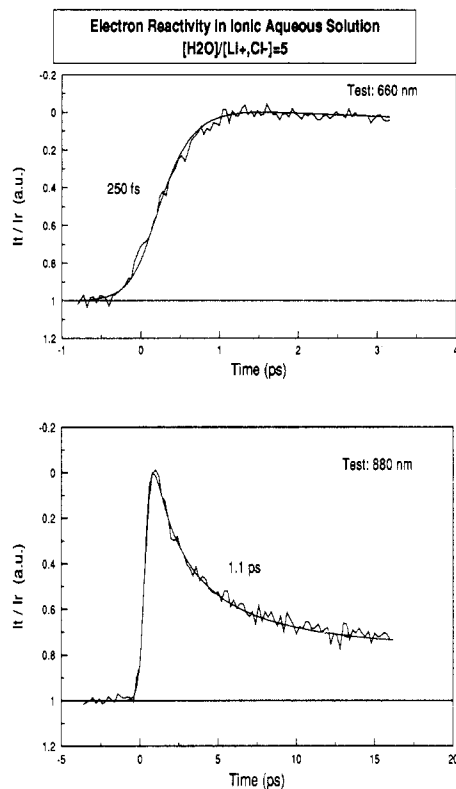 Electron Reactivity in Ionic Aqueous Solution
[H2O]/[Li+,Cl-]=5
-0.2
0
0.2
0.4
0.6
0.8
1
1.2
It / Ir (a.u.)
Test: 660 nm
250 fs
-1 0 1 2 3 4
Time (ps)
-0.2
0
0.2
0.4
0.6
0.8
1
1.2
It / Ir (a.u.)
Test: 880 nm
1.1 ps
-5 0 5 10 15 20
Time (ps)